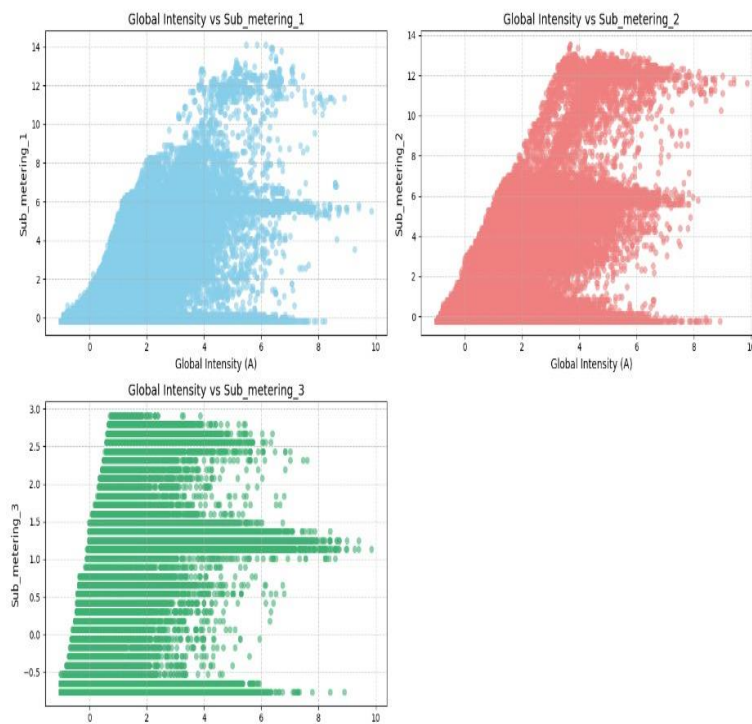 Global Intensity vs Sub_metering_1
14
12
10
8
6
4
2
0
Sub_metering_1
0 2 4 6 8 10
Global Intensity (A)
Global Intensity vs Sub_metering_2
14
12
10
8
6
4
2
0
Sub_metering_2
0 2 4 6 8 10
Global Intensity (A)
Global Intensity vs Sub_metering_3
3.0
2.5
2.0
1.5
1.0
0.5
0.0
−0.5
Sub_metering_3
0 2 4 6 8 10